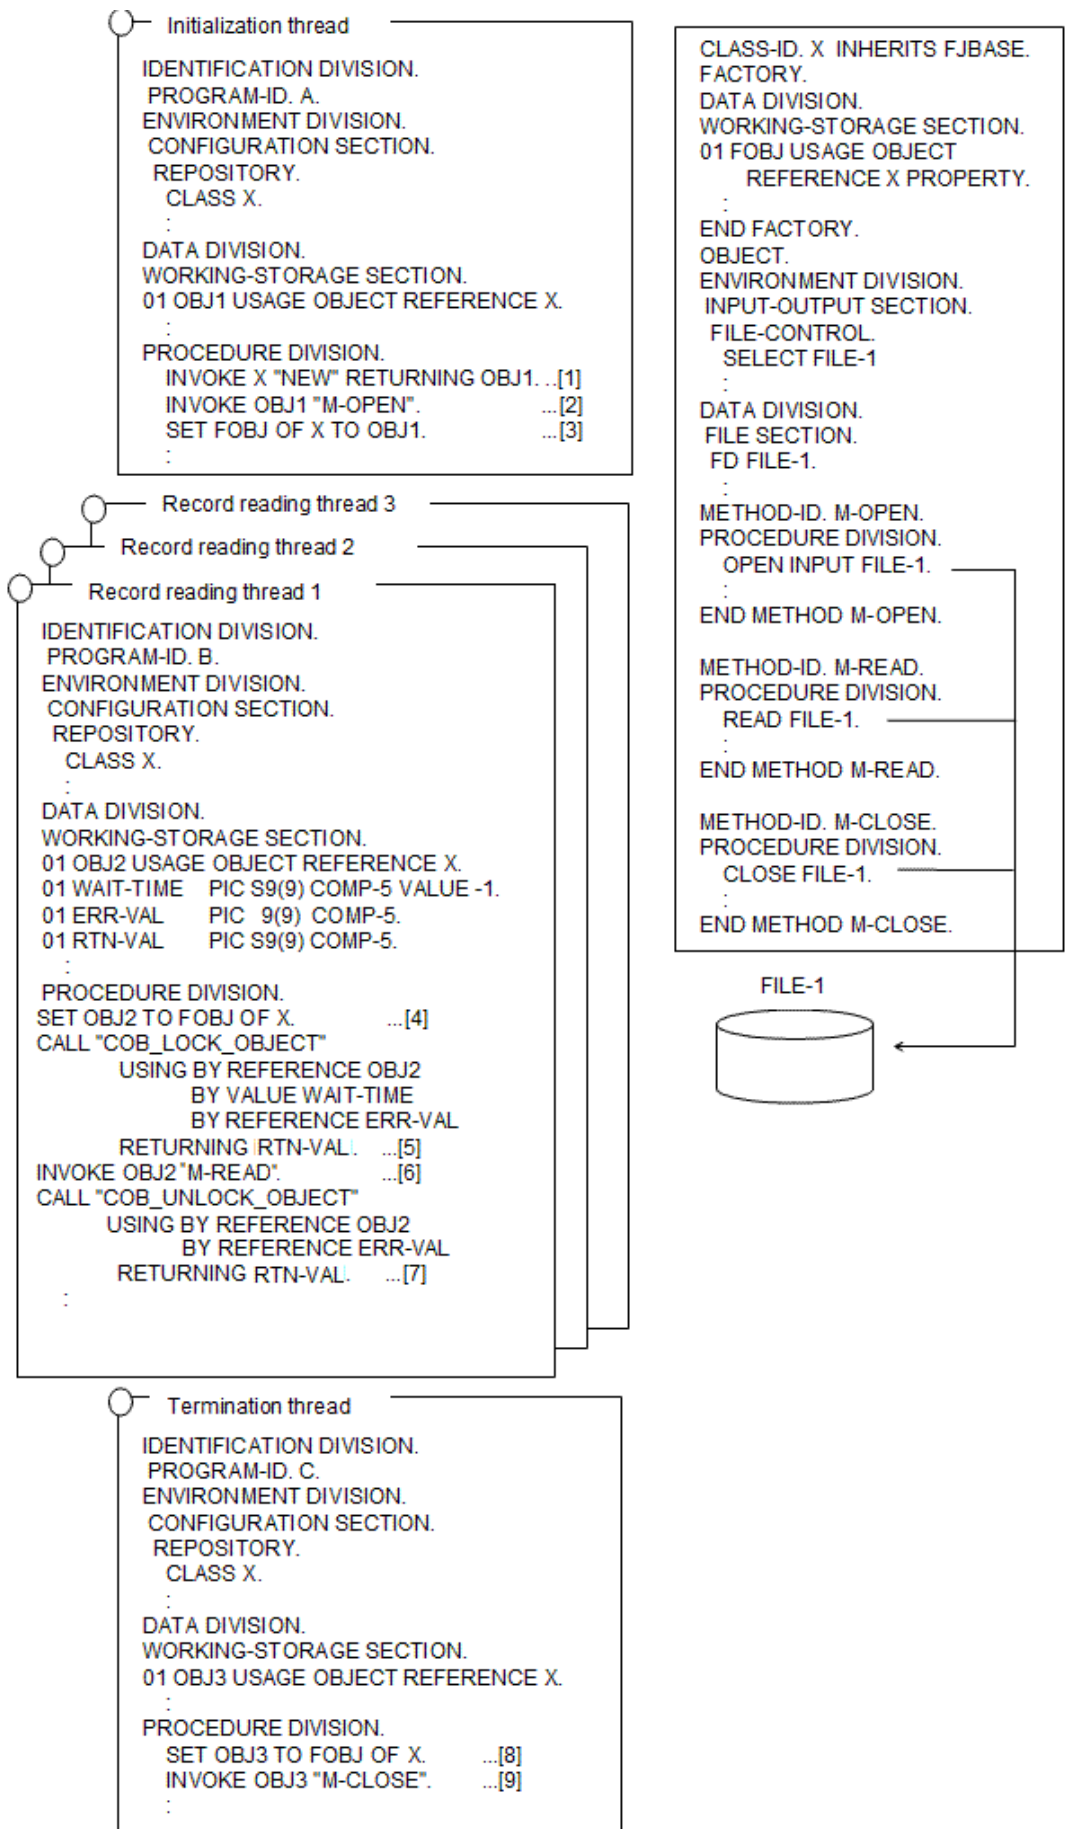 Initialization thread
IDENTIFICATION DIVISION.
PROGRAM-ID. A.
ENVIRONMENT DIVISION.
CONFIGURATION SECTION.
REPOSITORY.
CLASS X.
:
DATA DIVISION.
WORKING-STORAGE SECTION.
01 OBJ1 USAGE OBJECT REFERENCE X.
:
PROCEDURE DIVISION.
INVOKE X "NEW" RETURNING OBJ1. ..[1]
INVOKE OBJ1 "M-OPEN". ...[2]
SET FOBJ OF X TO OBJ1. ...[3]
:
Record reading thread 3
Record reading thread 2
Record reading thread 1
IDENTIFICATION DIVISION.
PROGRAM-ID. B.
ENVIRONMENT DIVISION.
CONFIGURATION SECTION.
REPOSITORY.
CLASS X.
:
DATA DIVISION.
WORKING-STORAGE SECTION.
01 OBJ2 USAGE OBJECT REFERENCE X.
01 WAIT-TIME PIC S9(9) COMP-5 VALUE -1.
01 ERR-VAL PIC 9(9) COMP-5.
01 RTN-VAL PIC S9(9) COMP-5.
:
PROCEDURE DIVISION.
SET OBJ2 TO FOBJ OF X. ...[4]
CALL "COB_LOCK_OBJECT"
USING BY REFERENCE OBJ2
BY VALUE WAIT-TIME
BY REFERENCE ERR-VAL
RETURNING RTN-VAL. ...[5]
INVOKE OBJ2 "M-READ". ...[6]
CALL "COB_UNLOCK_OBJECT"
USING BY REFERENCE OBJ2
BY REFERENCE ERR-VAL
RETURNING RTN-VAL. ...[7]
:
Termination thread
IDENTIFICATION DIVISION.
PROGRAM-ID. C.
ENVIRONMENT DIVISION.
CONFIGURATION SECTION.
REPOSITORY.
CLASS X.
:
DATA DIVISION.
WORKING-STORAGE SECTION.
01 OBJ3 USAGE OBJECT REFERENCE X.
:
PROCEDURE DIVISION.
SET OBJ3 TO FOBJ OF X. ...[8]
INVOKE OBJ3 "M-CLOSE". ...[9]
:
CLASS-ID. X INHERITS FJBASE.
FACTORY.
DATA DIVISION.
WORKING-STORAGE SECTION.
01 FOBJ USAGE OBJECT
REFERENCE X PROPERTY.
:
END FACTORY.
OBJECT.
ENVIRONMENT DIVISION.
INPUT-OUTPUT SECTION.
FILE-CONTROL.
SELECT FILE-1
:
DATA DIVISION.
FILE SECTION.
FD FILE-1.
:
METHOD-ID. M-OPEN.
PROCEDURE DIVISION.
OPEN INPUT FILE-1.
:
END METHOD M-OPEN.
METHOD-ID. M-READ.
PROCEDURE DIVISION.
READ FILE-1.
:
END METHOD M-READ.
METHOD-ID. M-CLOSE.
PROCEDURE DIVISION.
CLOSE FILE-1.
:
END METHOD M-CLOSE.
FILE-1